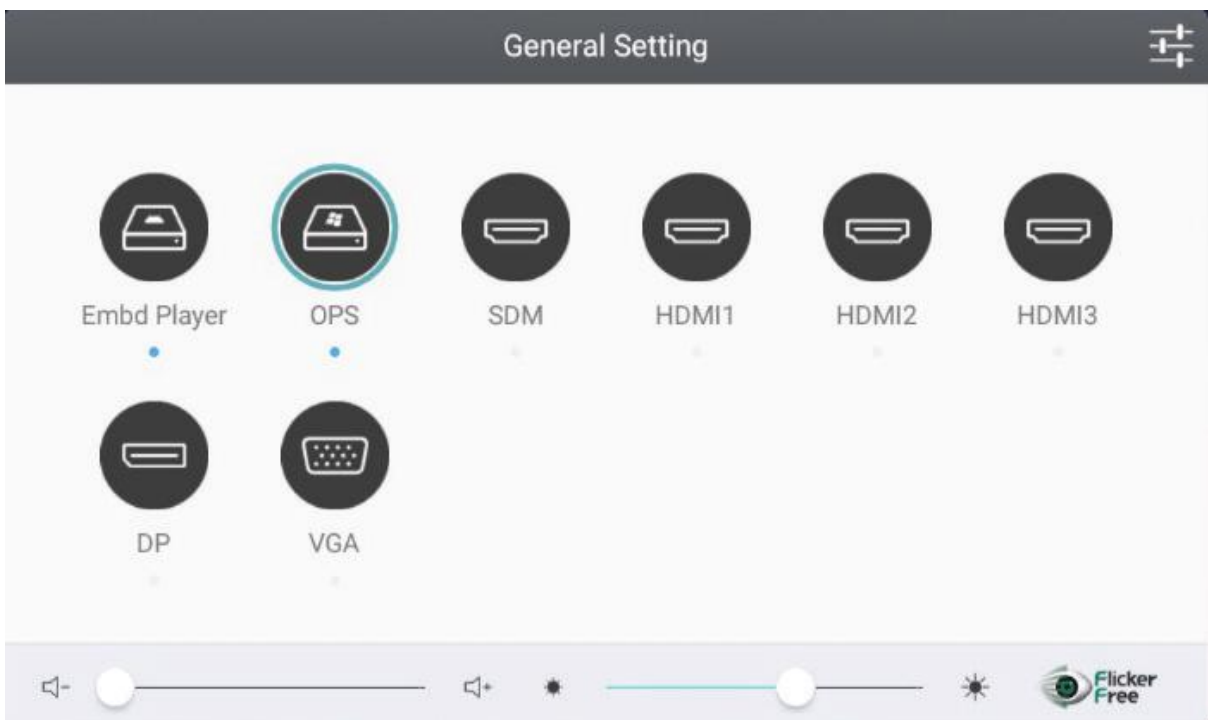 General Setting
Embd Player OPS SDM HDMI1 HDMI2 HDMI3
DP VGA
Flicker
Free